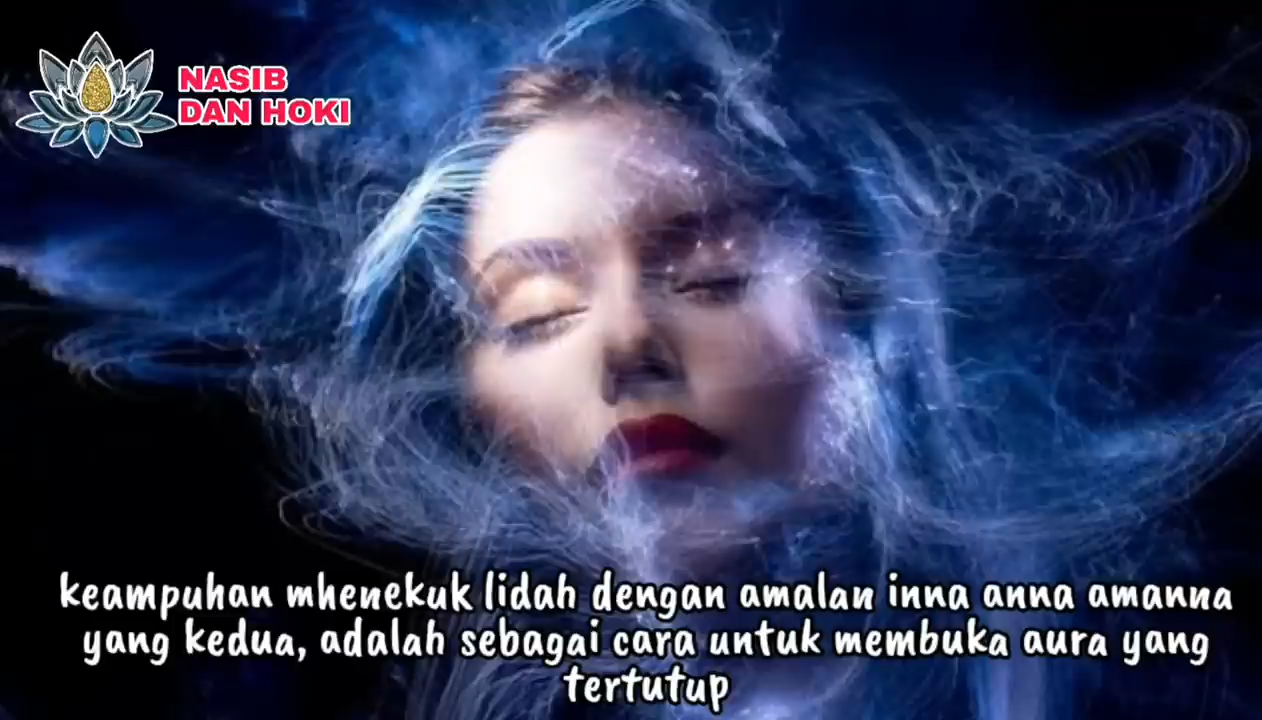 NASIB
DAN HOKI
keampuhan mhenekuk lidah dengan amalan inna anna amanna
yang kedua, adalah sebagai cara untuk membuka aura yang
tertutup